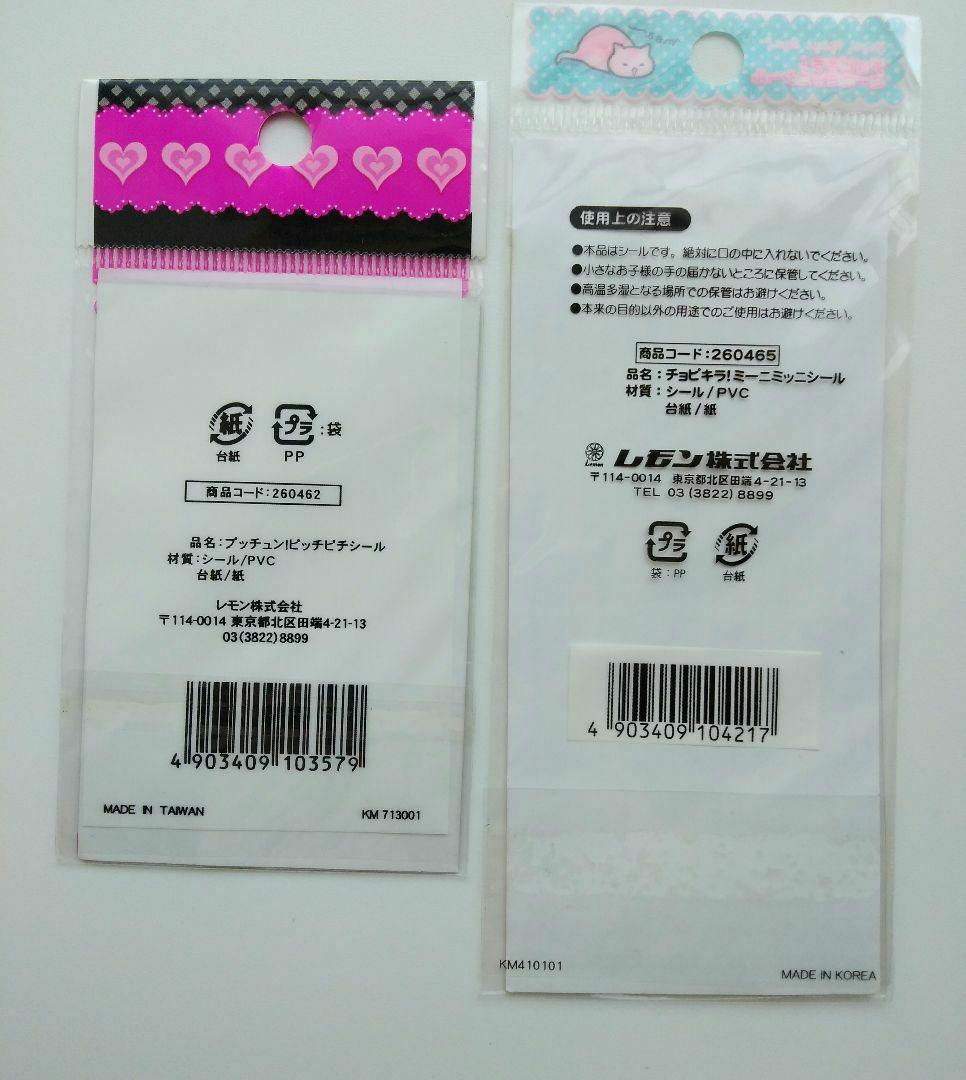 紙
台紙
プラ
:袋
PP
商品コード:260462
品名:プッチュン!ピッチピチシール
材質:シール/PVC
台紙/紙
レモン株式会社
〒114-0014 東京都北区田端4-21-13
03(3822)8899
4 903409 103579
MADE IN TAIWAN
KM 713001
使用上の注意
●本品はシールです。絶対に口の中に入れないでください。
●小さなお子様の手の届かないところに保管してください。
●高温多湿となる場所での保管はお避けください。
●本来の目的以外の用途でのご使用はお避けください。
商品コード:260465
品名:チョピキラ!ミーニミッニシール
材質:シール/PVC
台紙/紙
Lemon
レモン株式会社
〒114-0014 東京都北区田端4-21-13
TEL 03(3822)8899
プラ
紙
袋:PP
台紙
4 903409 104217
KM410101
MADE IN KOREA